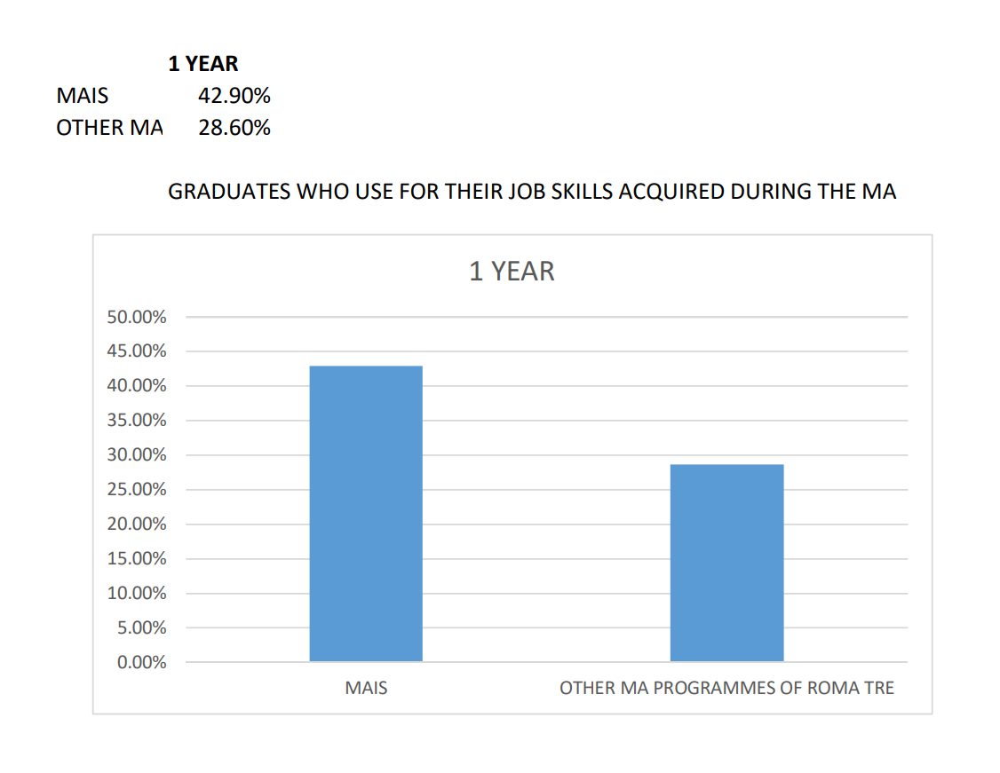 1 YEAR
MAIS 42.90%
OTHER MA 28.60%
GRADUATES WHO USE FOR THEIR JOB SKILLS ACQUIRED DURING THE MA
1 YEAR
50.00%
45.00%
40.00%
35.00%
30.00%
25.00%
20.00%
15.00%
10.00%
5.00%
0.00%
MAIS OTHER MA PROGRAMMES OF ROMA TRE